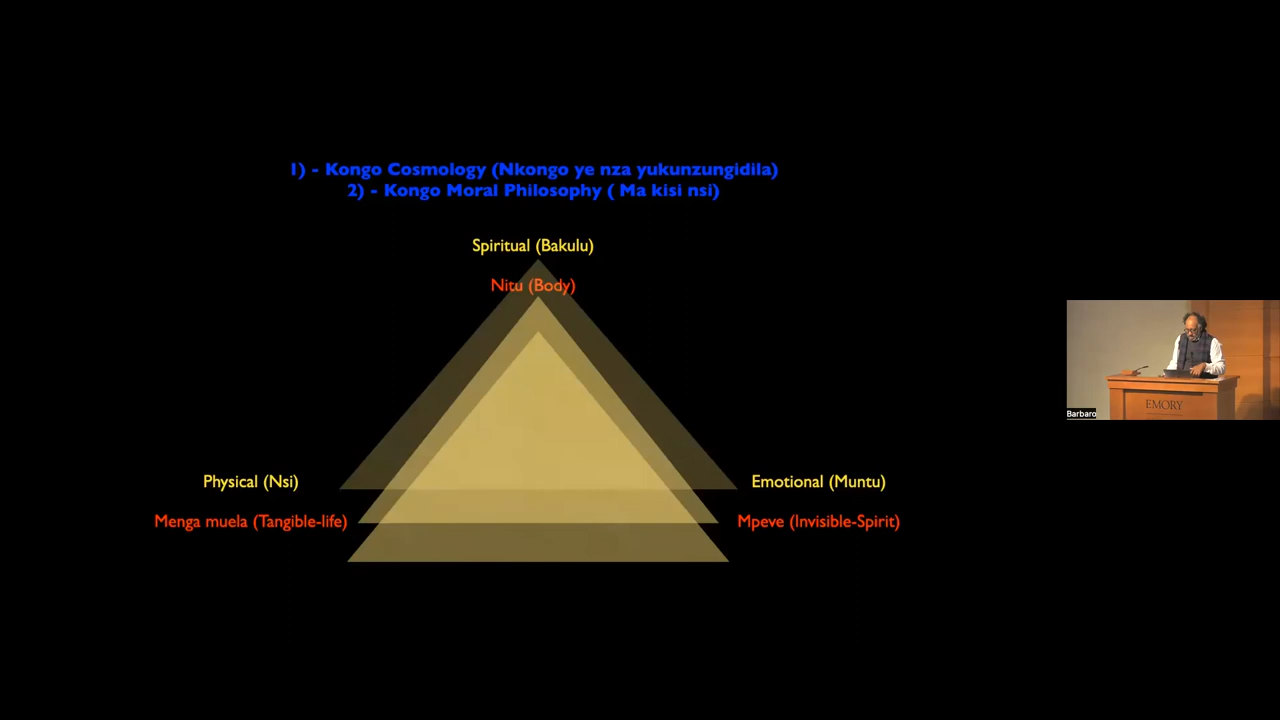 1) - Kongo Cosmology (Nkongo ye nza yukunzungidila)
2) - Kongo Moral Philosophy ( Ma kisi nsi)
Spiritual (Bakulu)
Nitu (Body)
Physical (Nsi)
Emotional (Muntu)
Menga muela (Tangible-life)
Mpeve (Invisible-Spirit)
EMORY
Barbaro